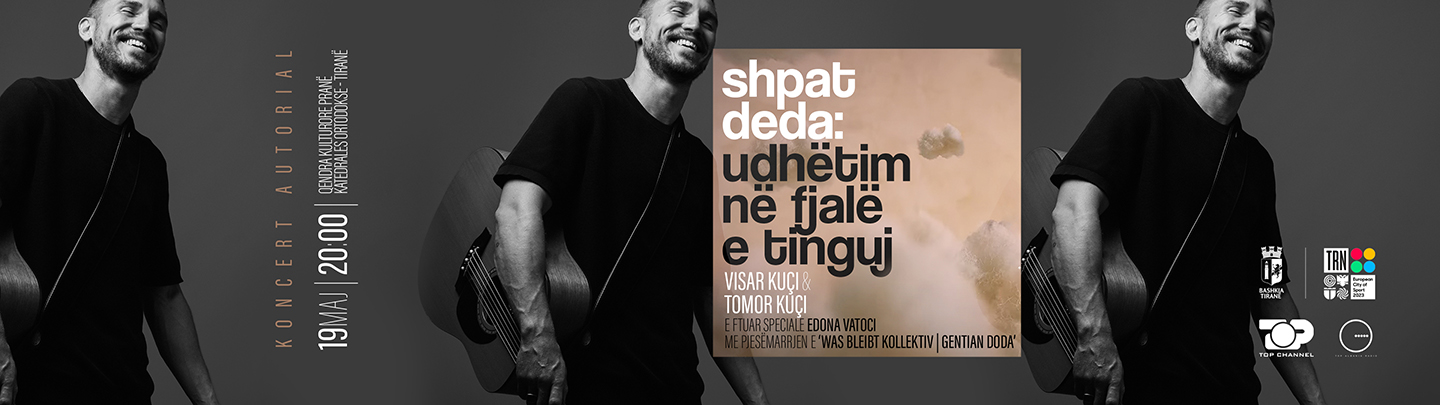 KONCERT AUTORIAL
19MAJ | 20:00 |
QENDRA KULTURORE PRANË
KATEDRALES ORTODOKSE - TIRANË
shpat
deda:
udhëtim
në fjalë
e tinguj
VISAR KUÇI &
TOMOR KUÇI
E FTUAR SPECIALE EDONA VATOCI
ME PJESËMARRJEN E ‘WAS BLEIBT KOLLEKTIV | GENTIAN DODA’
BASHKIA
TIRANË
TRN
European
City of
Sport
2023
TOP
TOP CHANNEL